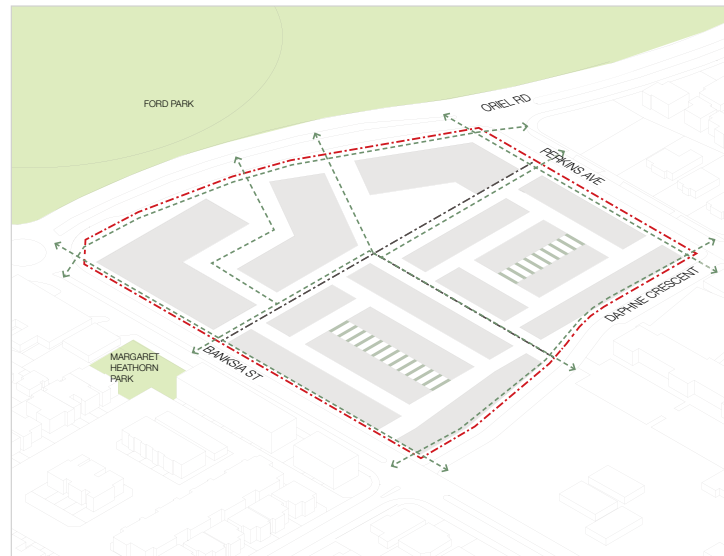 FORD PARK
ORIEL RD
PERKINS AVE
DAPHNE CRESCENT
MARGARET
HEATHORN
PARK
BANKSIA ST